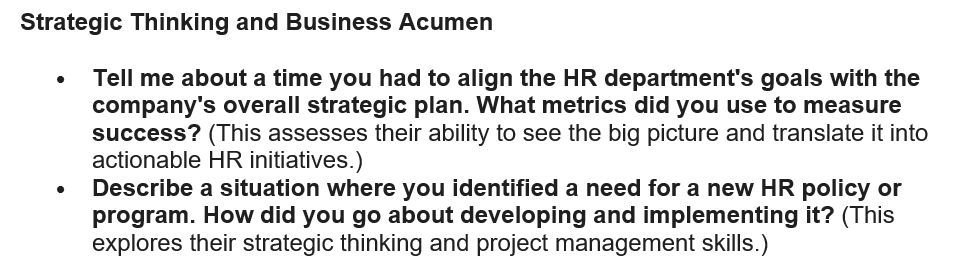 Strategic Thinking and Business Acumen
• Tell me about a time you had to align the HR department's goals with the
company's overall strategic plan. What metrics did you use to measure
success? (This assesses their ability to see the big picture and translate it into
actionable HR initiatives.)
• Describe a situation where you identified a need for a new HR policy or
program. How did you go about developing and implementing it? (This
explores their strategic thinking and project management skills.)